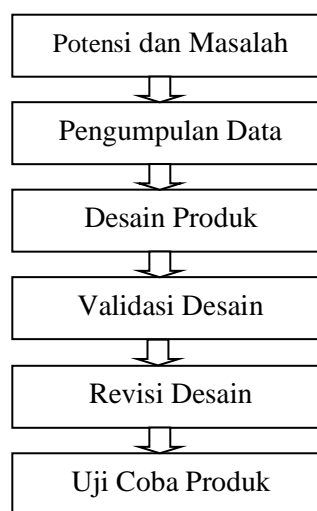 Potensi dan Masalah
Pengumpulan Data
Desain Produk
Validasi Desain
Revisi Desain
Uji Coba Produk